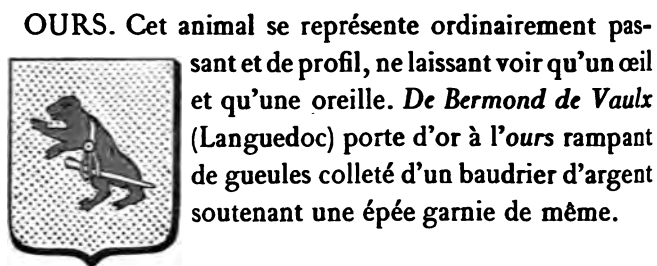 OURS. Cet animal se représente ordinairement pas-
sant et de profil, ne laissant voir qu'un œil
et qu'une oreille. De Bermond de Vaulx
(Languedoc) porte d'or à l'ours rampant
de gueules colleté d'un baudrier d'argent
soutenant une épée garnie de même.